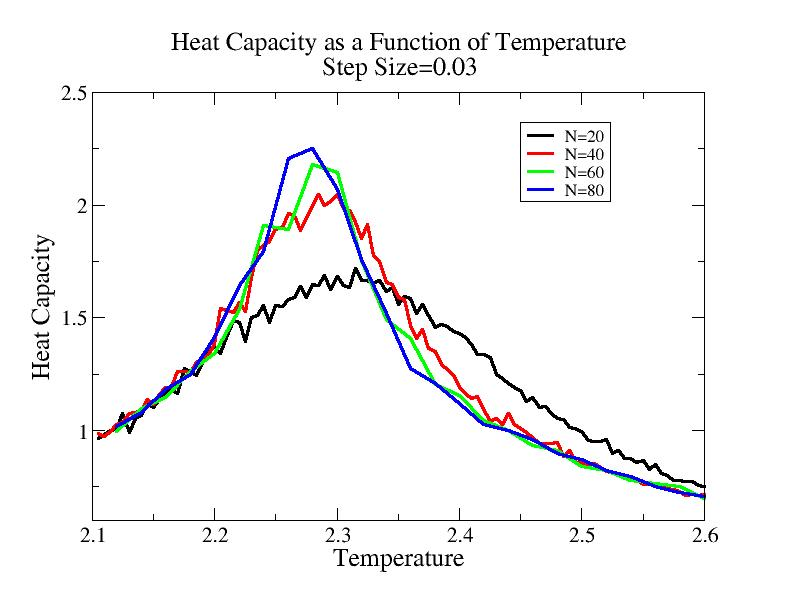 Heat Capacity as a Function of Temperature
Step Size=0.03
2.5
2
1.5
1
Heat Capacity
N=20
N=40
N=60
N=80
2.1 2.2 2.3 2.4 2.5 2.6
Temperature